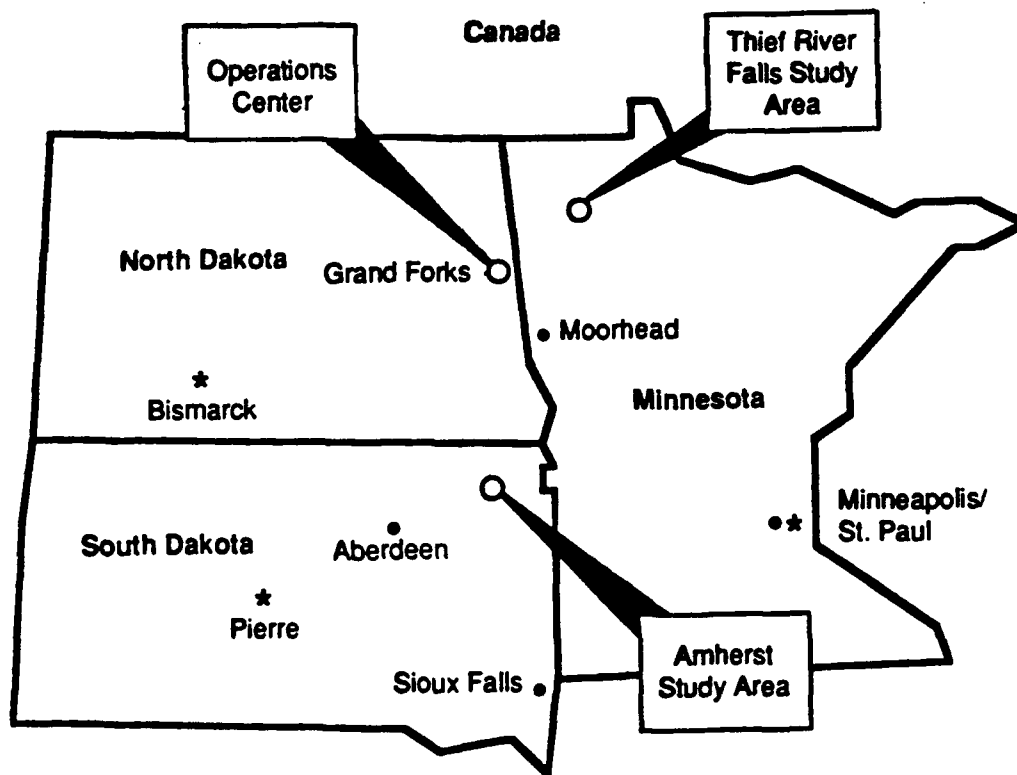 Canada
Operations
Center
Thief River
Falls Study
Area
North Dakota
Grand Forks
Moorhead
*
Bismarck
Minnesota
South Dakota
Aberdeen
*
Minneapolis/
St. Paul
*
Pierre
Sioux Falls
Amherst
Study Area